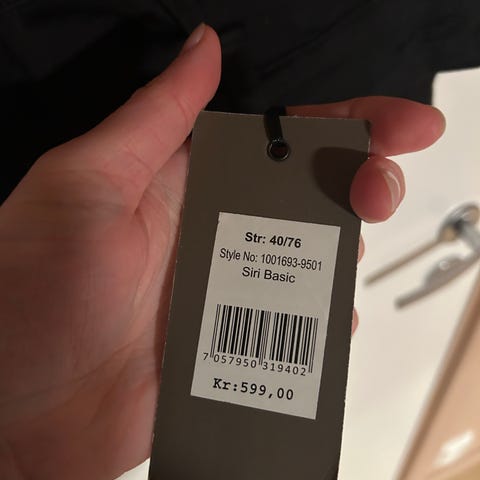 Str: 40/76
Style No: 1001693-9501
Siri Basic
7 057950 319402
Kr:599,00